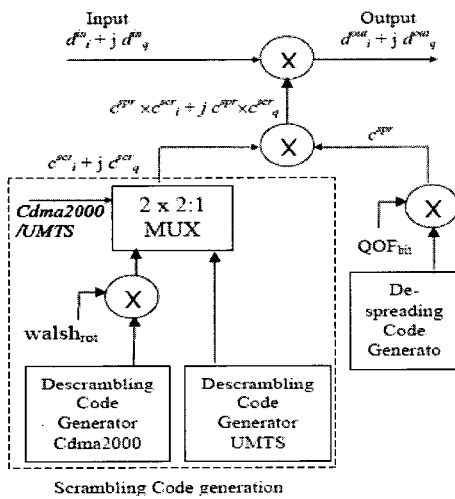 Input
Output
d^in_i + j d^in_q
d^out_i + j d^out_q
X
c^spr ×c^scr_i + j c^spr×c^scr_q
X
c^spr
c^scr_i + j c^scr_q
Cdma2000
/UMTS
2 x 2:1
MUX
X
QOF_bit
X
walsh_rot
De-
spreading
Code
Generato
Descrambling
Code
Generator
Cdma2000
Descrambling
Code
Generator
UMTS
Scrambling Code generation